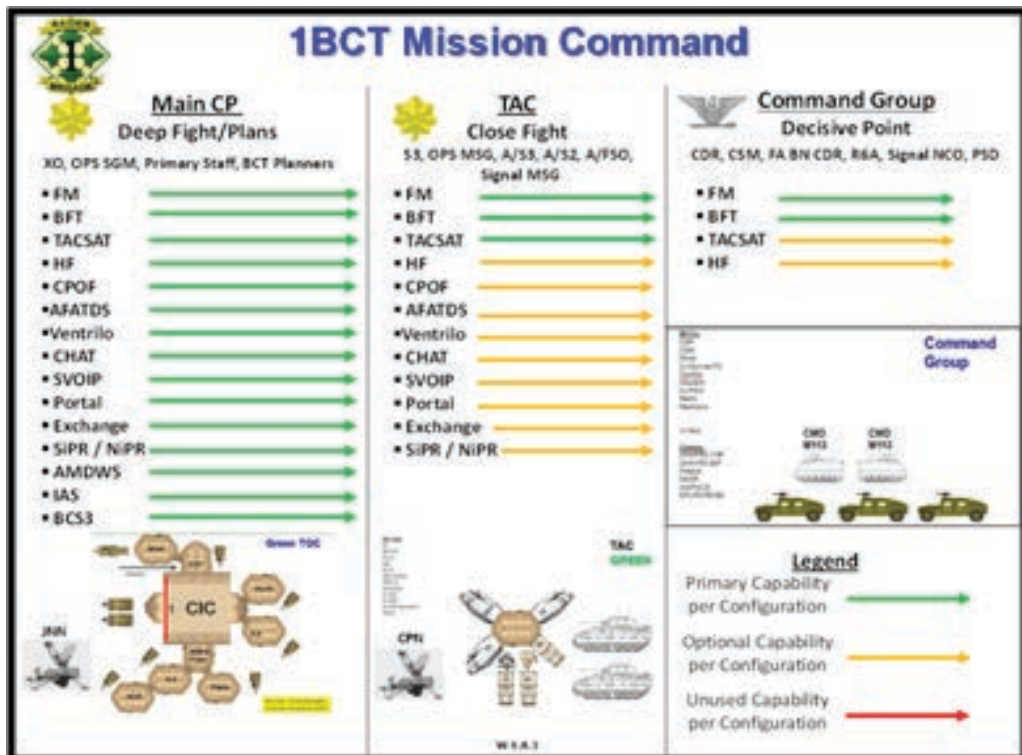 1BCT Mission Command
Main CP
Deep Fight/Plans
XO, OPS SGM, Primary Staff, BCT Planners
▪ FM
▪ BFT
▪ TACSAT
▪ HF
▪ CPOF
▪ AFATDS
▪ Ventrilo
▪ CHAT
▪ SVOIP
▪ Portal
▪ Exchange
▪ SiPR / NiPR
▪ AMDWS
▪ IAS
▪ BCS3
Green TOC
CIC
JNN
TAC
Close Fight
S3, OPS MSG, A/S3, A/S2, A/FSO,
Signal MSG
▪ FM
▪ BFT
▪ TACSAT
▪ HF
▪ CPOF
▪ AFATDS
▪ Ventrilo
▪ CHAT
▪ SVOIP
▪ Portal
▪ Exchange
▪ SiPR / NiPR
TAC
GREEN
CPN
Command Group
Decisive Point
CDR, CSM, FA BN CDR, R6A, Signal NCO, PSD
▪ FM
▪ BFT
▪ TACSAT
▪ HF
Command
Group
CMD
M113
CMD
M113
Legend
Primary Capability
per Configuration
Optional Capability
per Configuration
Unused Capability
per Configuration